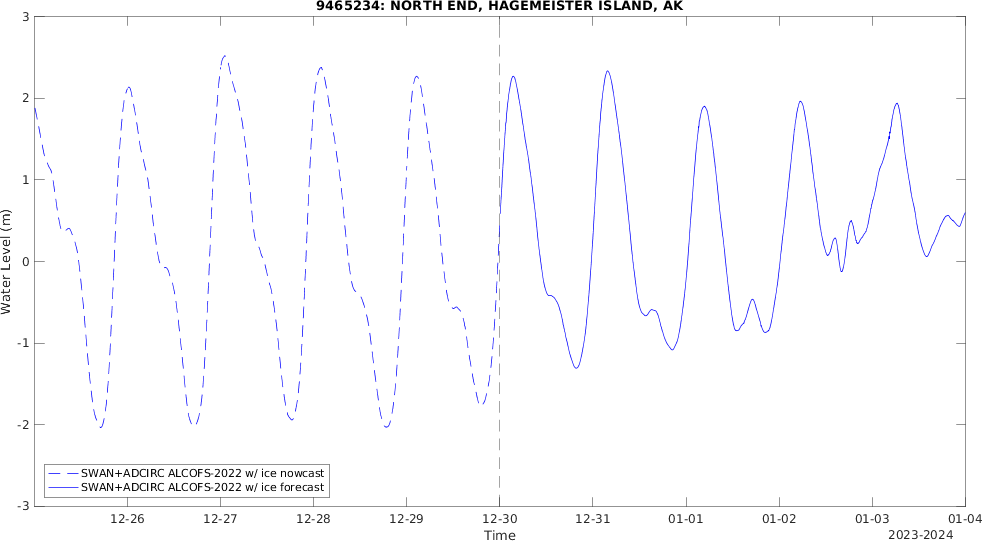 9465234: NORTH END, HAGEMEISTER ISLAND, AK
3
2
1
0
-1
-2
-3
Water Level (m)
SWAN+ADCIRC ALCOFS-2022 w/ ice nowcast
SWAN+ADCIRC ALCOFS-2022 w/ ice forecast
12-26 12-27 12-28 12-29 12-30 12-31 01-01 01-02 01-03 01-04
Time
2023-2024